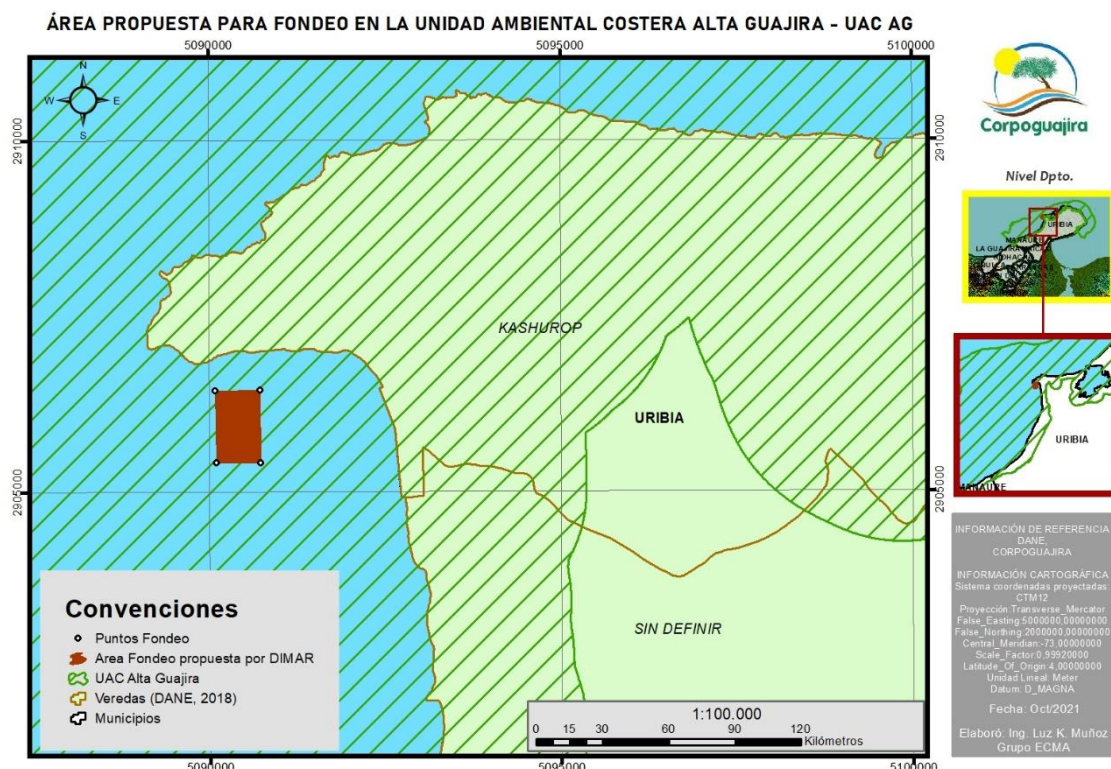 ÁREA PROPUESTA PARA FONDEO EN LA UNIDAD AMBIENTAL COSTERA ALTA GUAJIRA - UAC AG
5090000 5095000 5100000
N
W E
S
2910000 2910000
KASHUROP
URIBIA
2905000 2905000
SIN DEFINIR
Convenciones
Puntos Fondeo
Area Fondeo propuesta por DIMAR
UAC Alta Guajira
Veredas (DANE, 2018)
Municipios
1:100.000
0 15 30 60 90 120
Kilómetros
5090000 5095000 5100000
Corpoguajira
Nivel Dpto.
URIBIA
MANAURE
URIBIA
MANAURE
INFORMACIÓN DE REFERENCIA
DANE,
CORPOGUAJIRA
INFORMACIÓN CARTOGRÁFICA
Sistema coordenadas proyectadas:
CTM12
Proyección Transverse_Mercator
False_Easting:5000000,00000000
False_Northing:2000000,00000000
Central_Meridian:-73,00000000
Scale_Factor:0,99920000
Latitude_Of_Origin:4,00000000
Unidad Lineal: Meter
Datum: D_MAGNA
Fecha: Oct/2021
Elaboró: Ing. Luz K. Muñoz
Grupo ECMA